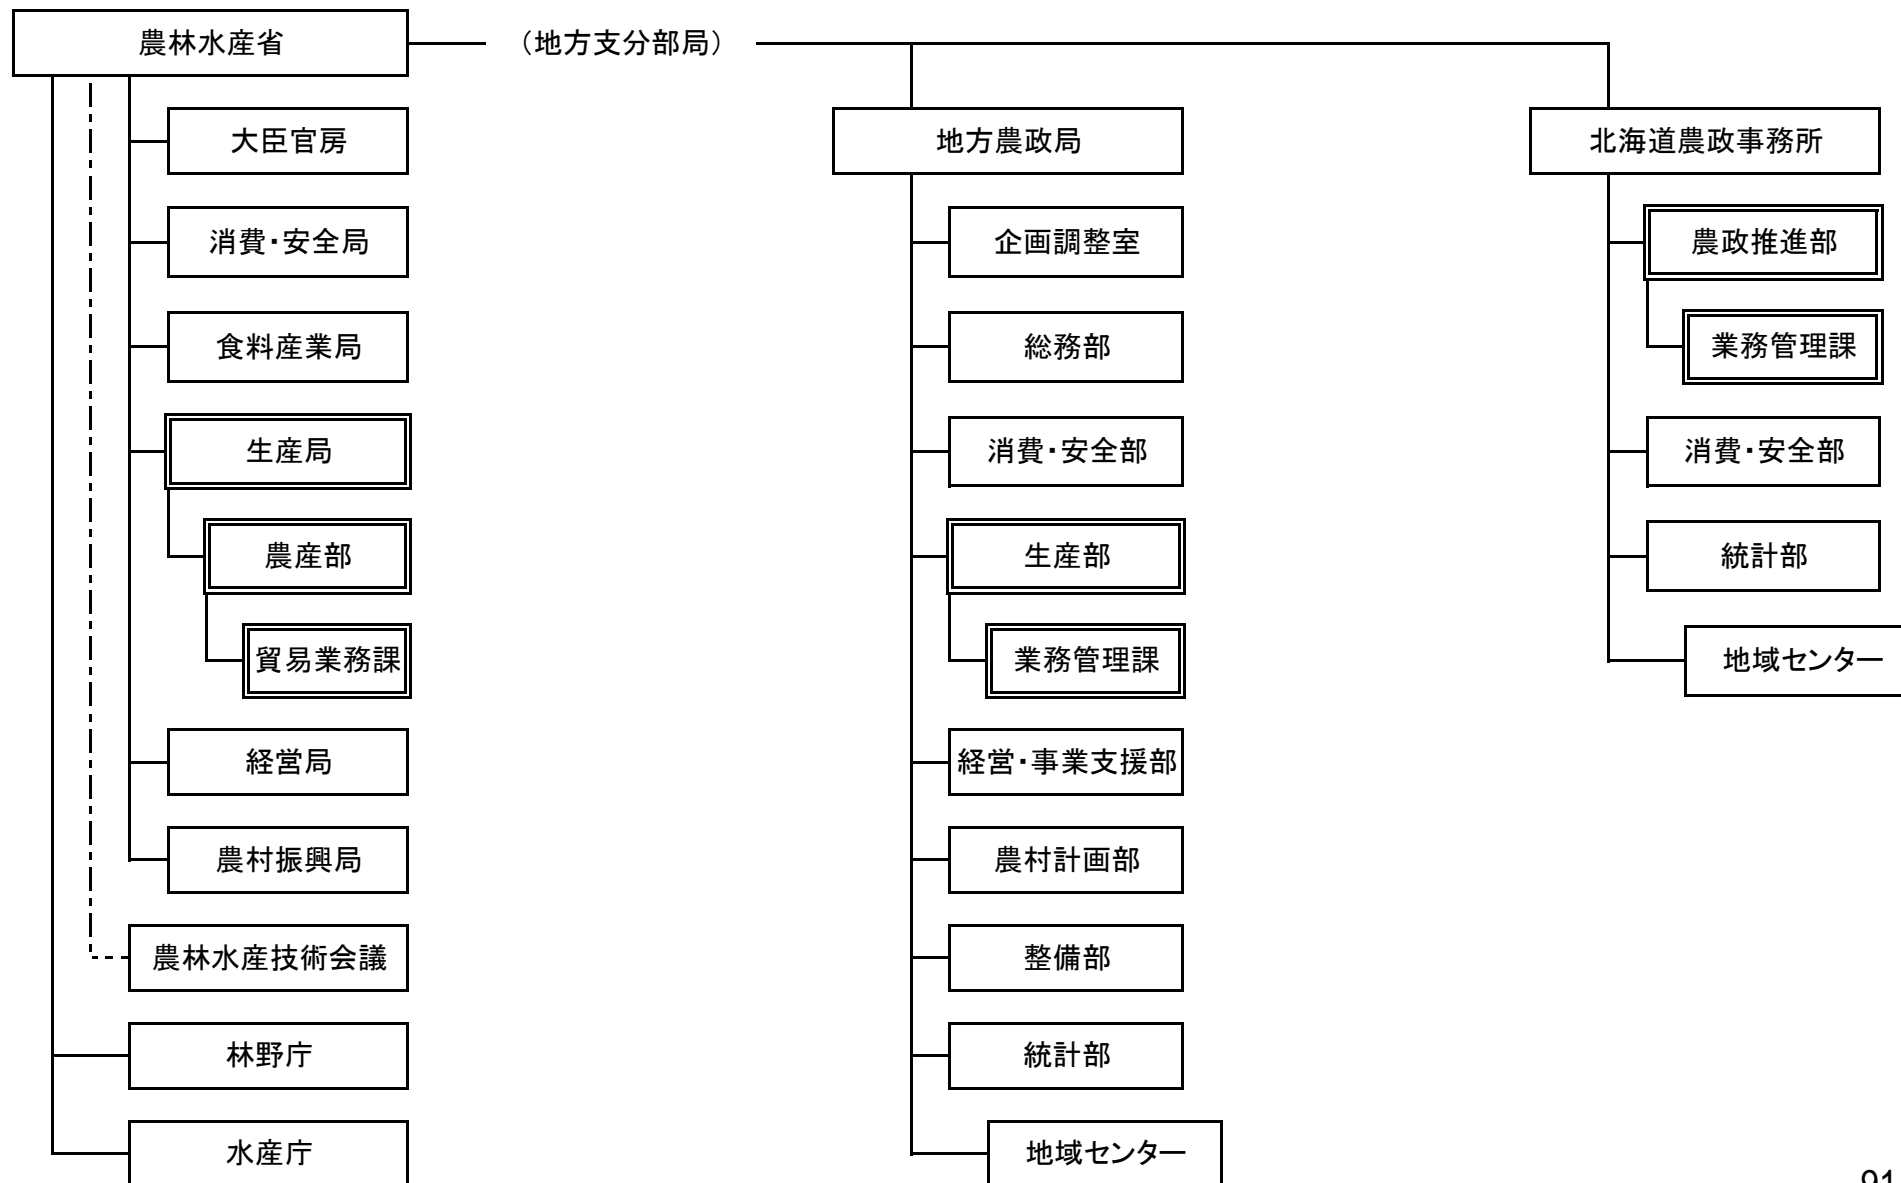 農林水産省
（地方支分部局）
大臣官房
消費・安全局
食料産業局
生産局
農産部
貿易業務課
経営局
農村振興局
農林水産技術会議
林野庁
水産庁
地方農政局
企画調整室
総務部
消費・安全部
生産部
業務管理課
経営・事業支援部
農村計画部
整備部
統計部
地域センター
北海道農政事務所
農政推進部
業務管理課
消費・安全部
統計部
地域センター
91